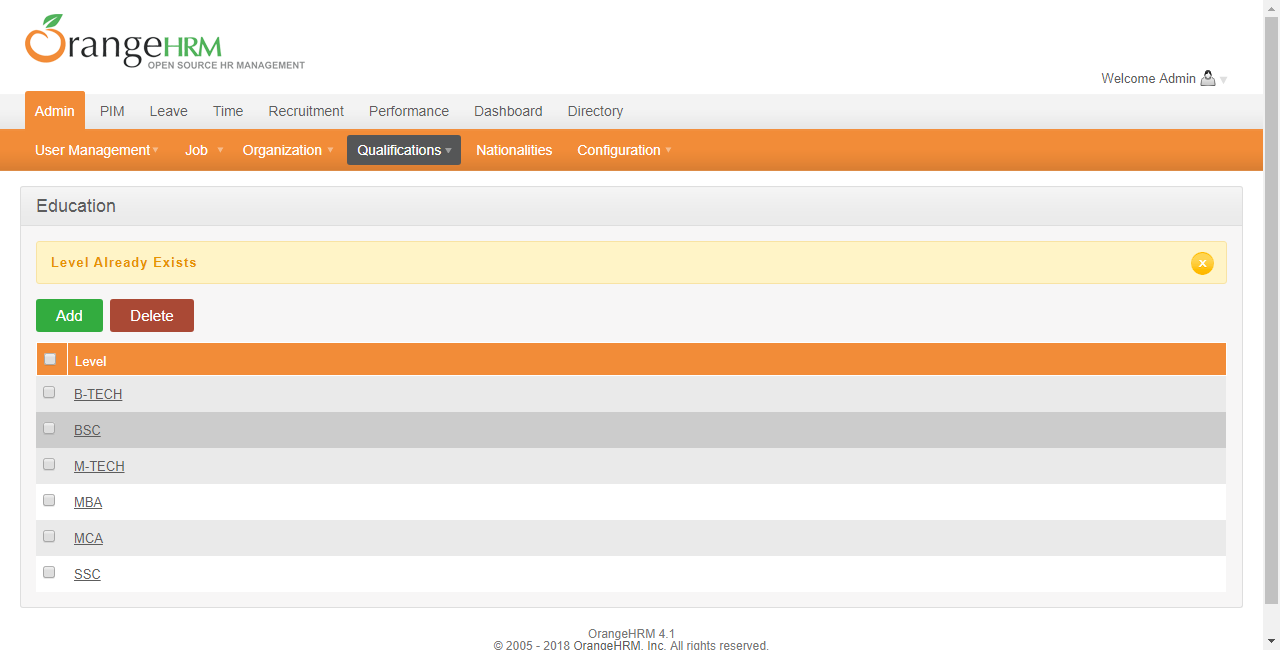 OrangeHRM
OPEN SOURCE HR MANAGEMENT
Welcome Admin
Admin PIM Leave Time Recruitment Performance Dashboard Directory
User Management Job Organization Qualifications Nationalities Configuration
Education
Level Already Exists
x
Add Delete
Level
B-TECH
BSC
M-TECH
MBA
MCA
SSC
OrangeHRM 4.1
© 2005 - 2018 OrangeHRM, Inc. All rights reserved.